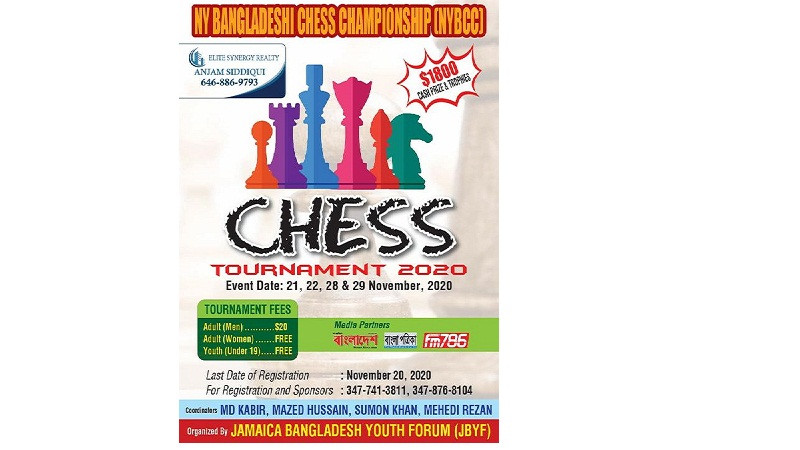 NY BANGLADESHI CHESS CHAMPIONSHIP (NYBCC)
ELITE SYNERGY REALTY
ANJAM SIDDIQUI
646-886-9793
$1800
CASH PRIZE & TROPHIES
CHESS
TOURNAMENT 2020
Event Date: 21, 22, 28 & 29 November, 2020
TOURNAMENT FEES
Adult (Men) ...........$20
Adult (Women) .......FREE
Youth (Under 19).....FREE
Media Partners
বাংলাদেশ বাংলা পত্রিকা fm786
Last Date of Registration : November 20, 2020
For Registration and Sponsors : 347-741-3811, 347-876-8104
Coordinators MD KABIR, MAZED HUSSAIN, SUMON KHAN, MEHEDI REZAN
Organized By JAMAICA BANGLADESH YOUTH FORUM (JBYF)